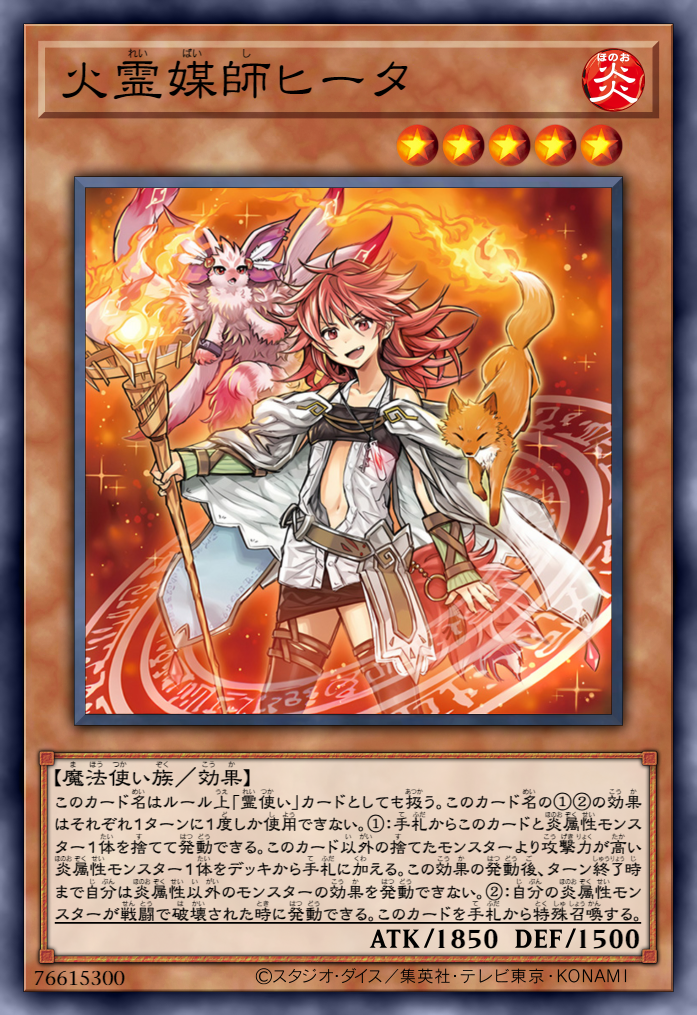 火霊媒師ヒータ
炎
【魔法使い族／効果】
このカード名はルール上「霊使い」カードとしても扱う。このカード名の①②の効果
はそれぞれ1ターンに1度しか使用できない。①：手札からこのカードと炎属性モンス
ター1体を捨てて発動できる。このカード以外の捨てたモンスターより攻撃力が高い
炎属性モンスター1体をデッキから手札に加える。この効果の発動後、ターン終了時
まで自分は炎属性以外のモンスターの効果を発動できない。②：自分の炎属性モン
スターが戦闘で破壊された時に発動できる。このカードを手札から特殊召喚する。
ATK/1850 DEF/1500
76615300 ©スタジオ・ダイス／集英社・テレビ東京・KONAMI